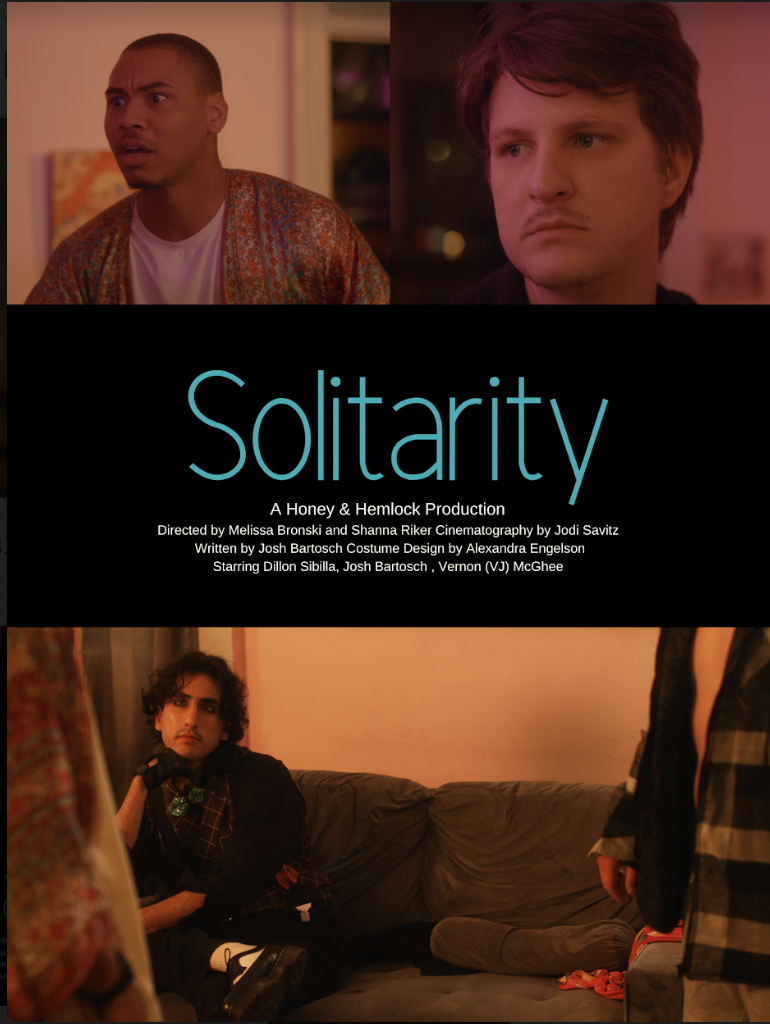 Solitarity
A Honey & Hemlock Production
Directed by Melissa Bronski and Shanna Riker Cinematography by Jodi Savitz
Written by Josh Bartosch Costume Design by Alexandra Engelson
Starring Dillon Sibilla, Josh Bartosch , Vernon (VJ) McGhee